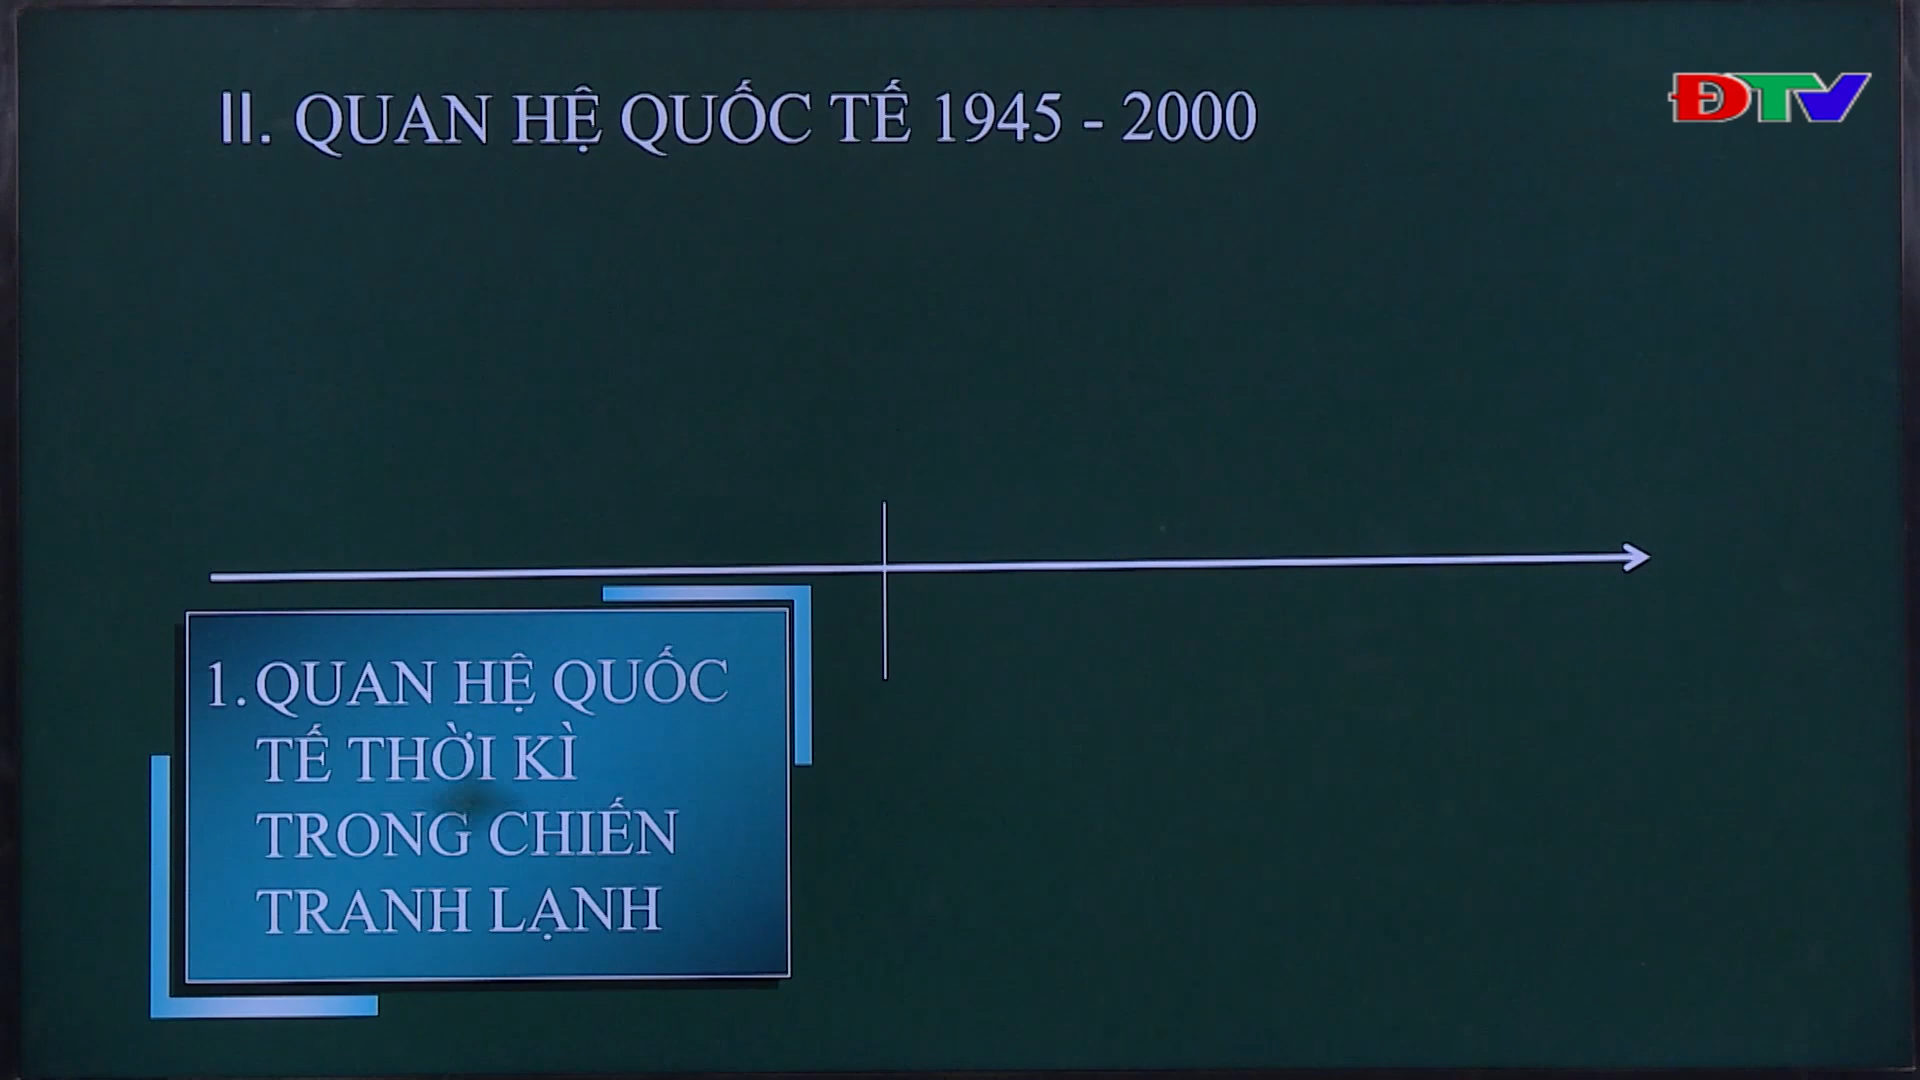 II. QUAN HỆ QUỐC TẾ 1945 - 2000
ĐTV
1. QUAN HỆ QUỐC
TẾ THỜI KÌ
TRONG CHIẾN
TRANH LẠNH